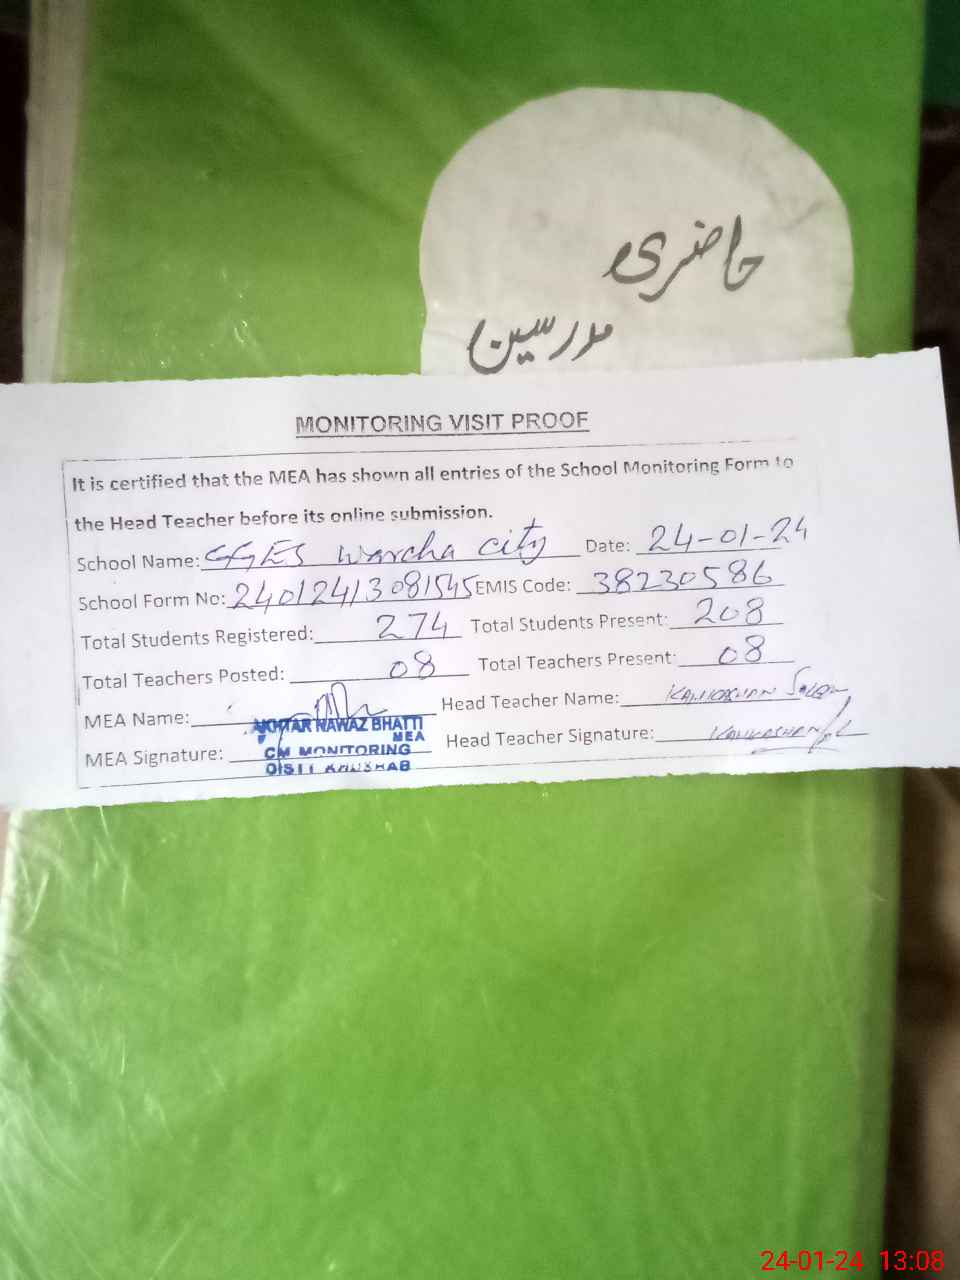 حاضری
مدرسین
MONITORING VISIT PROOF
It is certified that the MEA has shown all entries of the School Monitoring Form to
the Head Teacher before its online submission.
School Name: GGES Warcha city Date: 24-01-24
School Form No: 24012413081545 EMIS Code: 38230586
Total Students Registered: 274 Total Students Present: 208
Total Teachers Posted: 08 Total Teachers Present: 08
MEA Name: Head Teacher Name:
AKHTAR NAWAZ BHATTI
MEA
MEA Signature: CM MONITORING Head Teacher Signature:
DISTT KHUSHAB
24-01-24 13:08